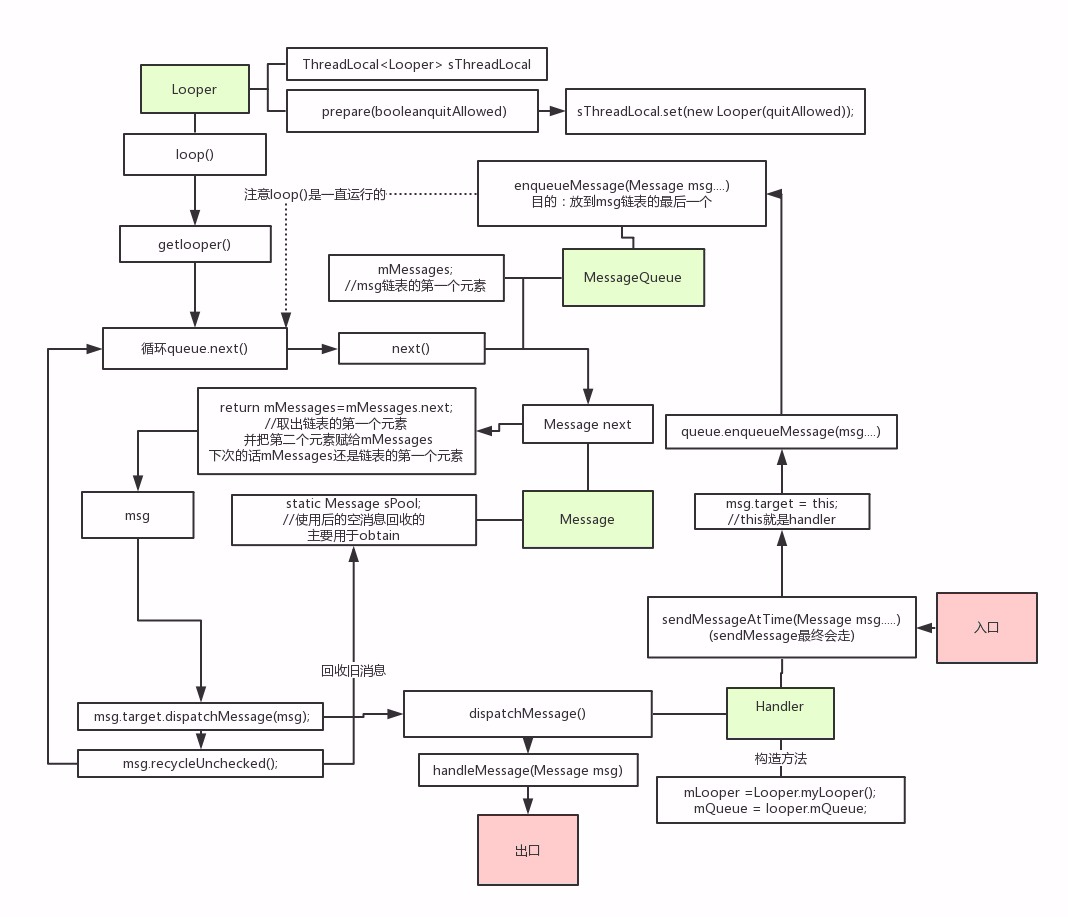 ThreadLocal<Looper> sThreadLocal
Looper
prepare(booleanquitAllowed)
sThreadLocal.set(new Looper(quitAllowed));
loop()
enqueueMessage(Message msg....)
目的：放到msg链表的最后一个
注意loop()是一直运行的
getlooper()
mMessages;
//msg链表的第一个元素
MessageQueue
循环queue.next()
next()
return mMessages=mMessages.next;
//取出链表的第一个元素
并把第二个元素赋给mMessages
下次的话mMessages还是链表的第一个元素
Message next
queue.enqueueMessage(msg....)
msg
static Message sPool;
//使用后的空消息回收的
主要用于obtain
Message
msg.target = this;
//this就是handler
sendMessageAtTime(Message msg.....)
(sendMessage最终会走)
入口
回收旧消息
msg.target.dispatchMessage(msg);
dispatchMessage()
Handler
msg.recycleUnchecked();
handleMessage(Message msg)
构造方法
mLooper =Looper.myLooper();
mQueue = looper.mQueue;
出口